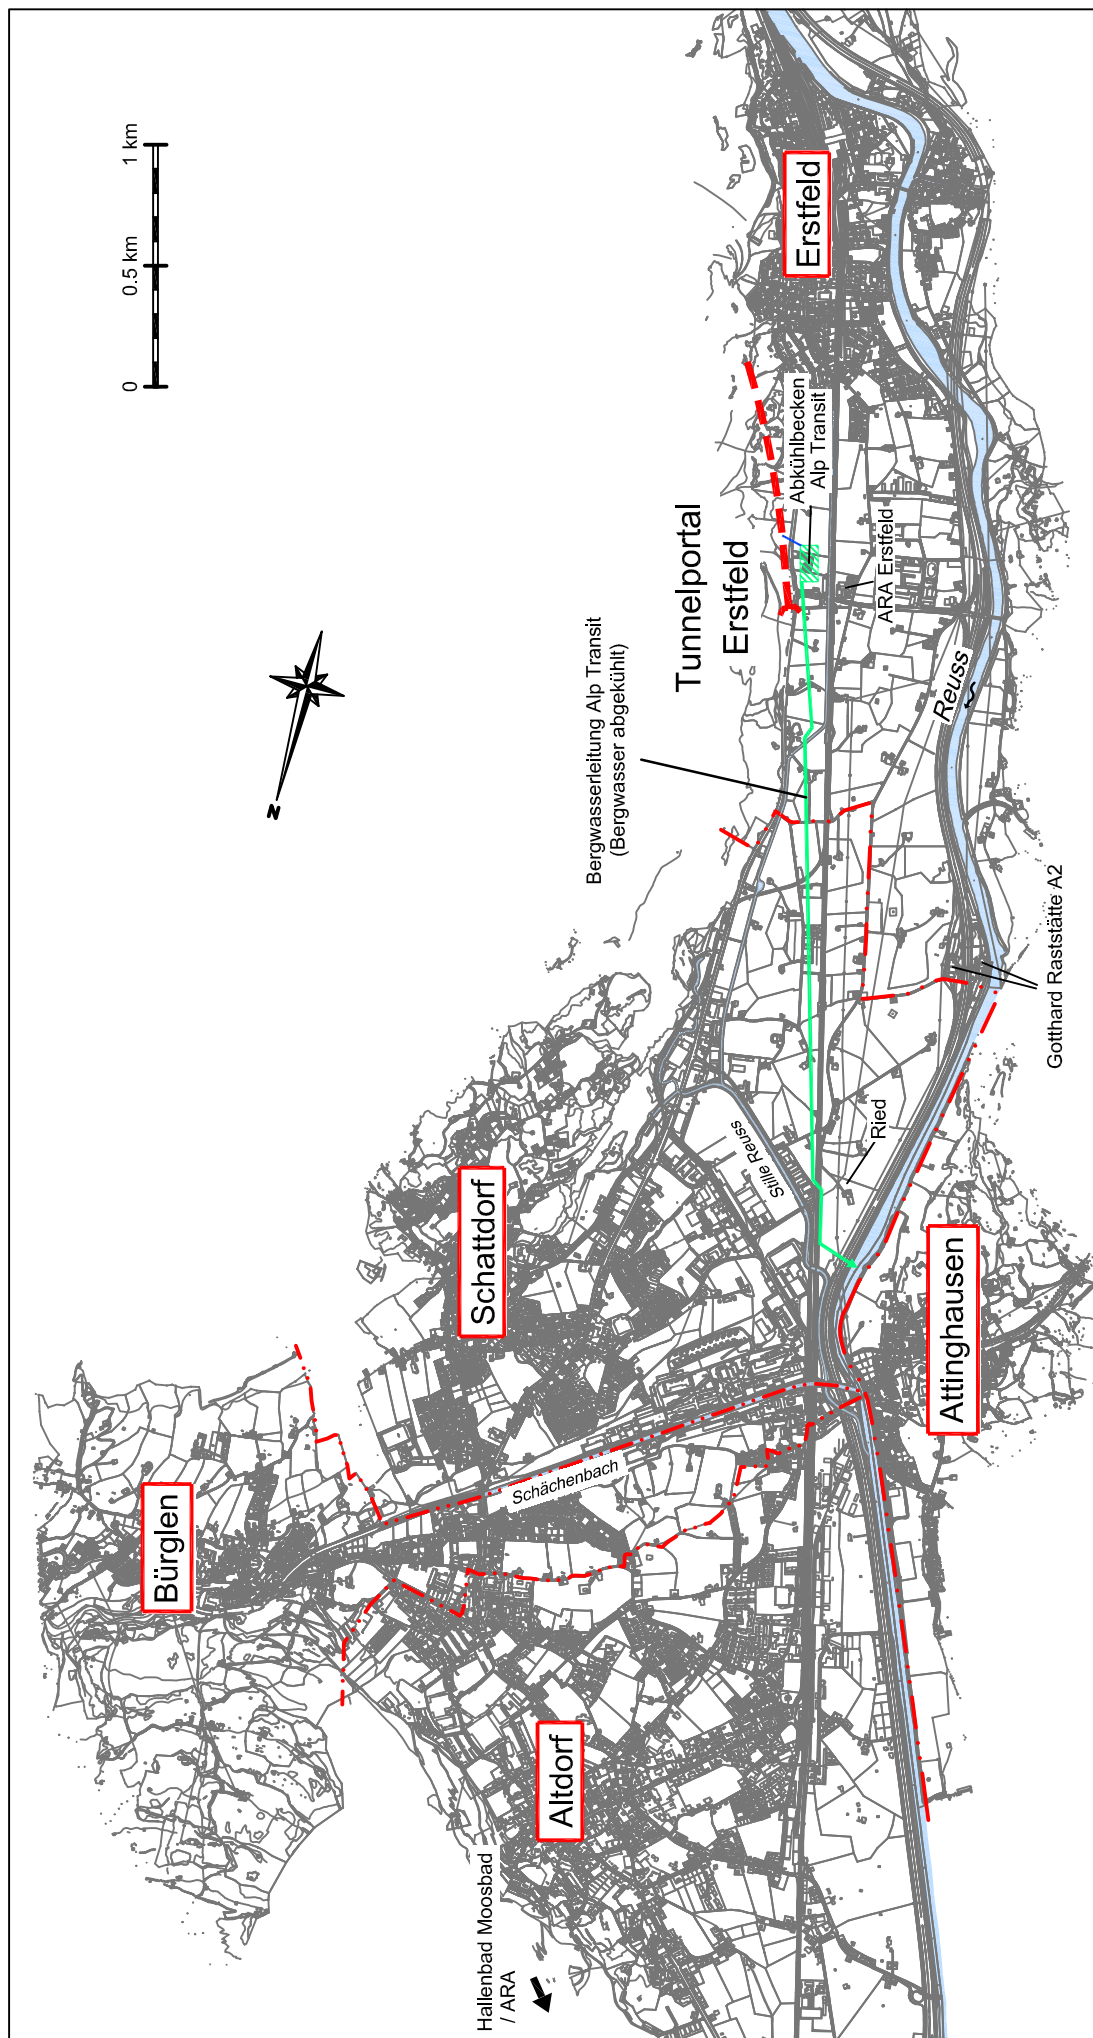 Hallenbad Moosbad
/ ARA
Altdorf
Bürglen
Schächenbach
Schattdorf
Attinghausen
Stille Reuss
Ried
Gotthard Raststätte A2
Bergwasserleitung Alp Transit
(Bergwasser abgekühlt)
N
Tunnelportal
Erstfeld
Reuss
ARA Erstfeld
Abkühlbecken
Alp Transit
Erstfeld
0
0.5 km
1 km